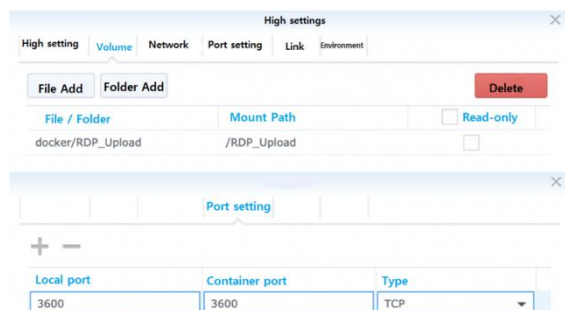 High settings
High setting Volume Network Port setting Link Environment
File Add Folder Add Delete
File / Folder Mount Path Read-only
docker/RDP_Upload /RDP_Upload
Port setting
Local port Container port Type
3600 3600 TCP